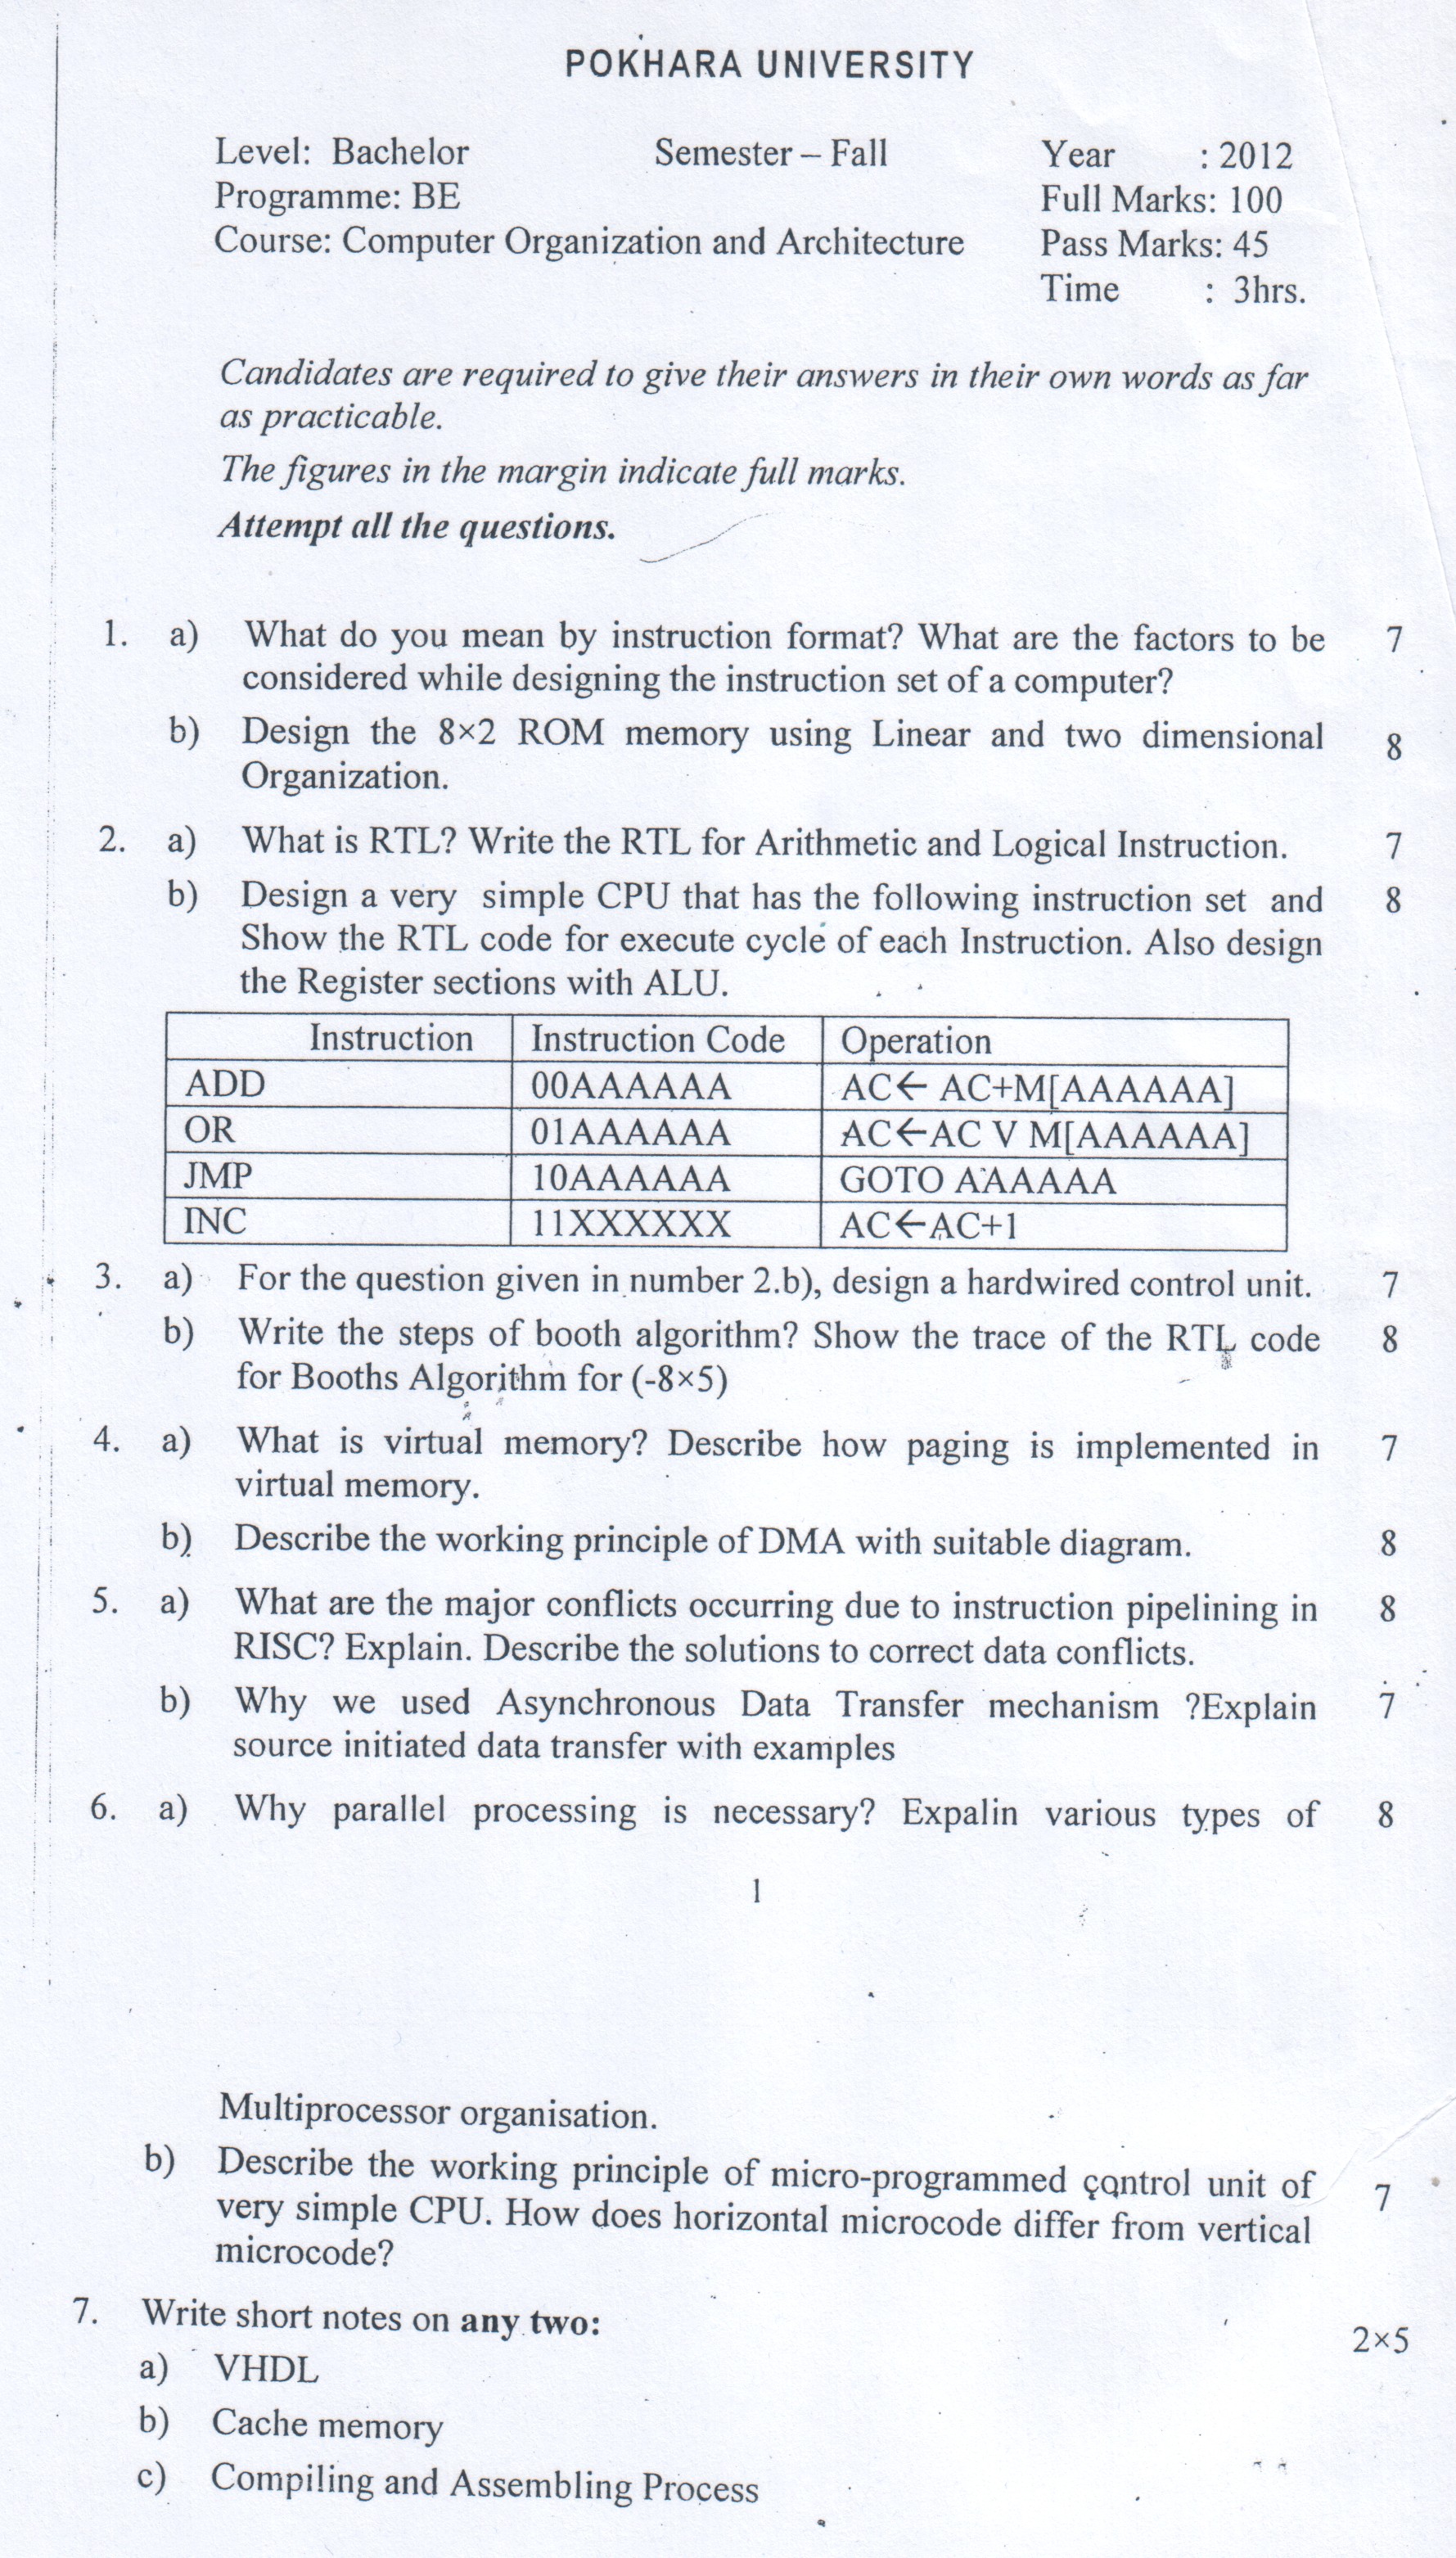 POKHARA UNIVERSITY
Level: Bachelor Semester – Fall Year : 2012
Programme: BE Full Marks: 100
Course: Computer Organization and Architecture Pass Marks: 45
Time : 3hrs.
Candidates are required to give their answers in their own words as far
as practicable.
The figures in the margin indicate full marks.
Attempt all the questions.
1. a) What do you mean by instruction format? What are the factors to be 7
considered while designing the instruction set of a computer?
b) Design the 8×2 ROM memory using Linear and two dimensional 8
Organization.
2. a) What is RTL? Write the RTL for Arithmetic and Logical Instruction. 7
b) Design a very simple CPU that has the following instruction set and 8
Show the RTL code for execute cycle of each Instruction. Also design
the Register sections with ALU.
Instruction Instruction Code Operation
ADD 00AAAAAA AC← AC+M[AAAAAA]
OR 01AAAAAA AC←AC V M[AAAAAA]
JMP 10AAAAAA GOTO AAAAAA
INC 11XXXXXX AC←AC+1
3. a) For the question given in number 2.b), design a hardwired control unit. 7
b) Write the steps of booth algorithm? Show the trace of the RTL code 8
for Booths Algorithm for (-8×5)
4. a) What is virtual memory? Describe how paging is implemented in 7
virtual memory.
b) Describe the working principle of DMA with suitable diagram. 8
5. a) What are the major conflicts occurring due to instruction pipelining in 8
RISC? Explain. Describe the solutions to correct data conflicts.
b) Why we used Asynchronous Data Transfer mechanism ?Explain 7
source initiated data transfer with examples
6. a) Why parallel processing is necessary? Expalin various types of 8
1
Multiprocessor organisation.
b) Describe the working principle of micro-programmed control unit of 7
very simple CPU. How does horizontal microcode differ from vertical
microcode?
7. Write short notes on any two: 2×5
a) VHDL
b) Cache memory
c) Compiling and Assembling Process